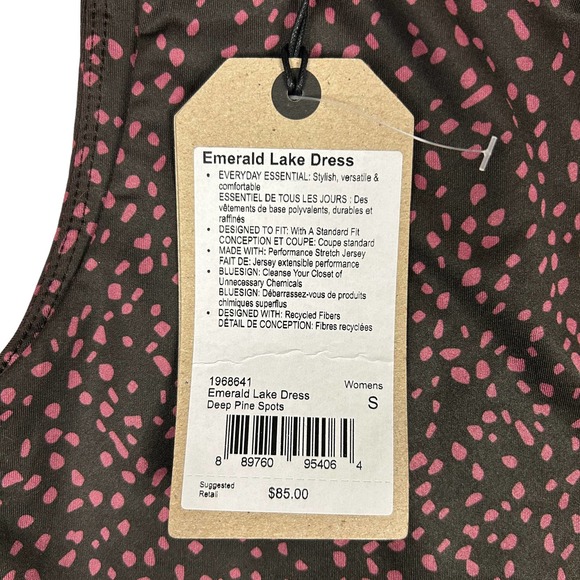 Emerald Lake Dress
• EVERYDAY ESSENTIAL: Stylish, versatile &
comfortable
ESSENTIEL DE TOUS LES JOURS : Des
vêtements de base polyvalents, durables et
raffinés
• DESIGNED TO FIT: With A Standard Fit
CONCEPTION ET COUPE: Coupe standard
• MADE WITH: Performance Stretch Jersey
FAIT DE: Jersey extensible performance
• BLUESIGN: Cleanse Your Closet of
Unnecessary Chemicals
BLUESIGN: Débarrassez-vous de produits
chimiques superflus
• DESIGNED WITH: Recycled Fibers
DÉTAIL DE CONCEPTION: Fibres recyclées
1968641 Womens
Emerald Lake Dress S
Deep Pine Spots
8 89760 95406 4
Suggested
Retail $85.00